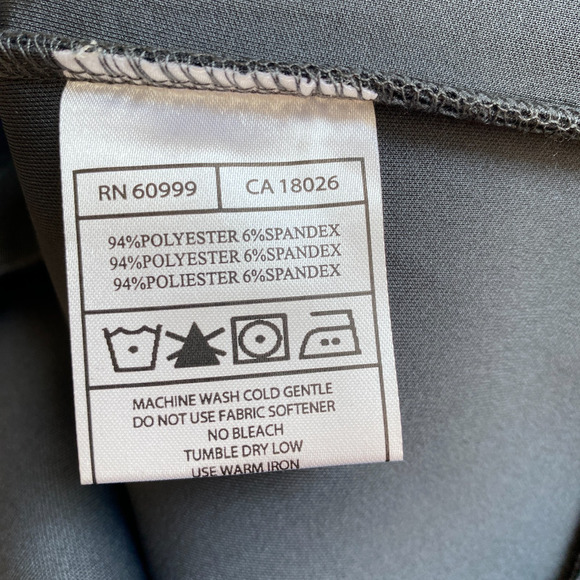 RN 60999 CA 18026
94%POLYESTER 6%SPANDEX
94%POLYESTER 6%SPANDEX
94%POLIESTER 6%SPANDEX
MACHINE WASH COLD GENTLE
DO NOT USE FABRIC SOFTENER
NO BLEACH
TUMBLE DRY LOW
USE WARM IRON